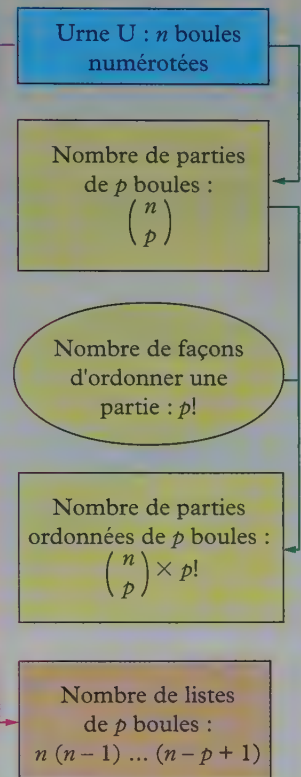 Urne U : n boules
numérotées
Nombre de parties
de p boules :
( n
p )
Nombre de façons
d'ordonner une
partie : p!
Nombre de parties
ordonnées de p boules :
( n
p ) × p!
Nombre de listes
de p boules :
n (n – 1) ... (n – p + 1)